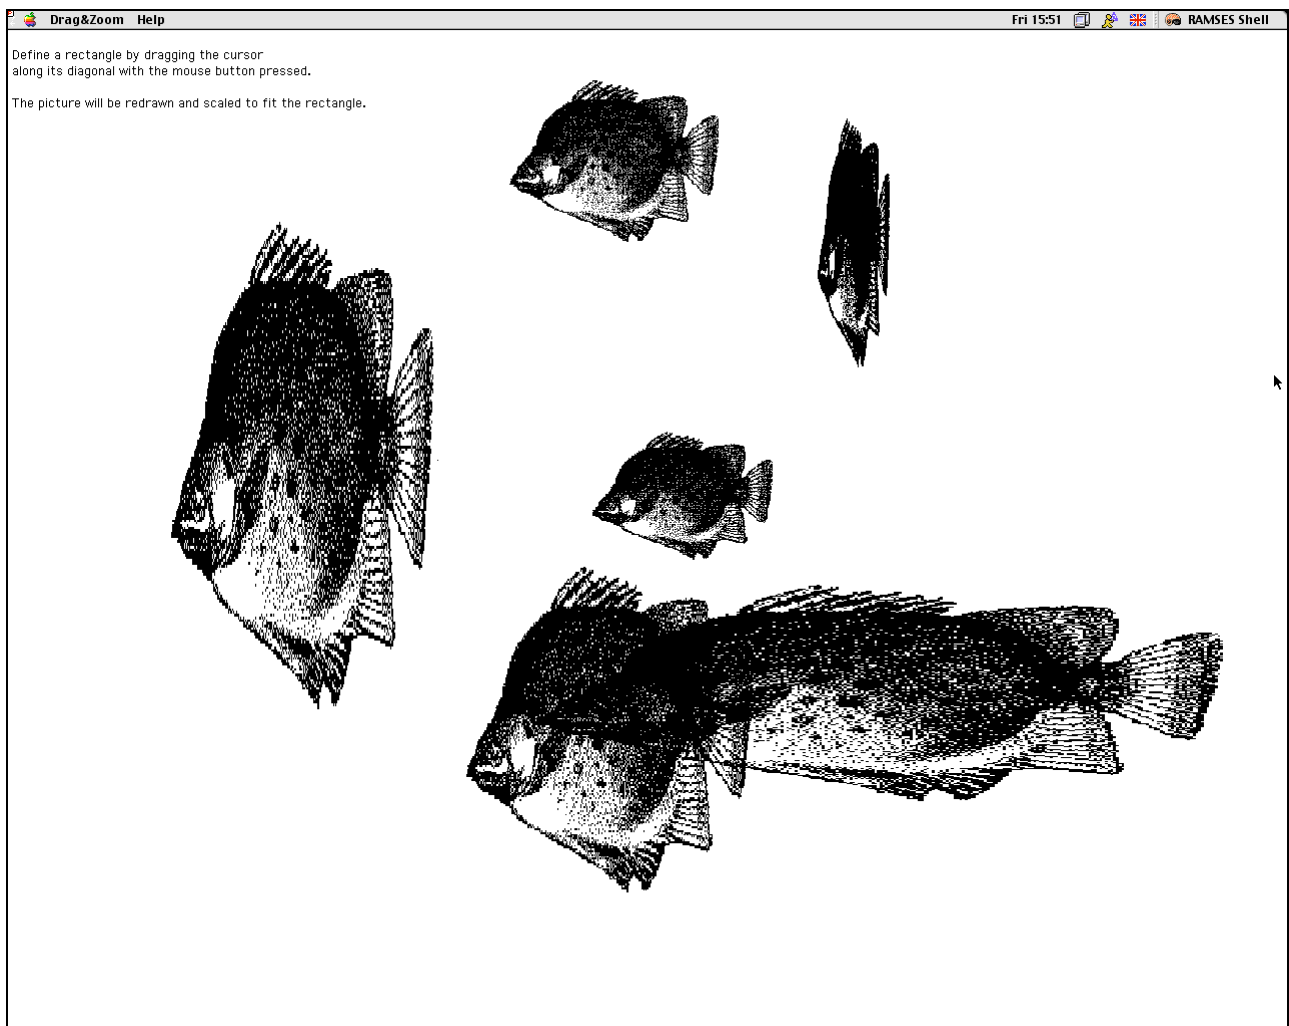 Drag&Zoom Help Fri 15:51 RAMSES Shell
Define a rectangle by dragging the cursor
along its diagonal with the mouse button pressed.
The picture will be redrawn and scaled to fit the rectangle.